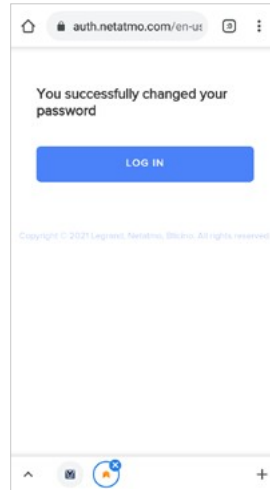 auth.netatmo.com/en-us
:D
You successfully changed your
password
LOG IN
Copyright © 2021 Legrand, Netatmo, Bticino. All rights reserved